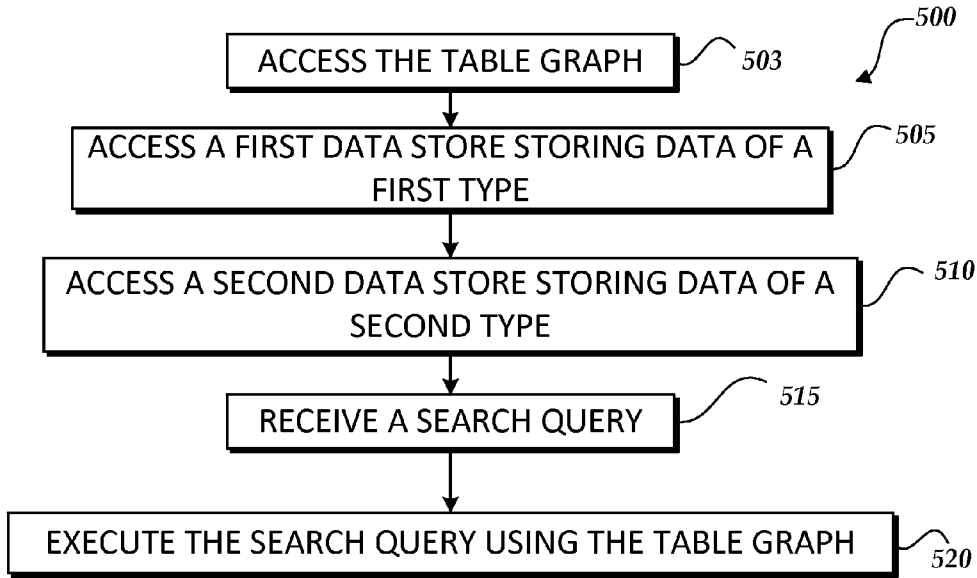 500
ACCESS THE TABLE GRAPH
503
ACCESS A FIRST DATA STORE STORING DATA OF A
FIRST TYPE
505
ACCESS A SECOND DATA STORE STORING DATA OF A
SECOND TYPE
510
RECEIVE A SEARCH QUERY
515
EXECUTE THE SEARCH QUERY USING THE TABLE GRAPH
520